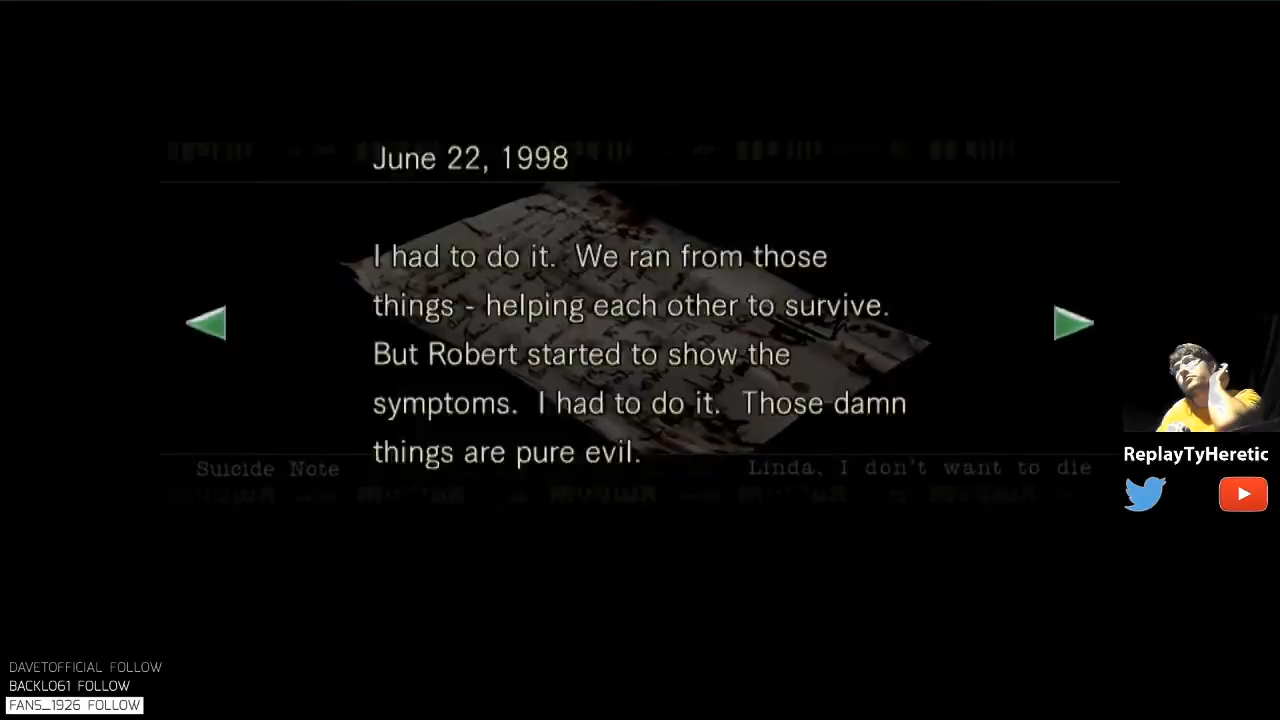 June 22, 1998
I had to do it. We ran from those
things - helping each other to survive.
But Robert started to show the
symptoms. I had to do it. Those damn
things are pure evil.
Suicide Note
Linda, I don't want to die
ReplayTyHeretic
DAVETOFFICIAL FOLLOW
BACKLO61 FOLLOW
FANS_1926 FOLLOW